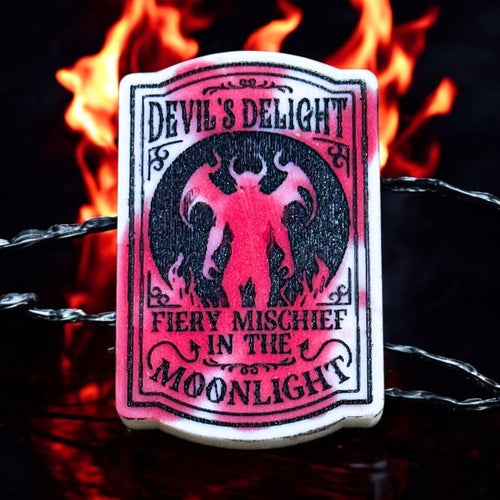 DEVIL'S DELIGHT
FIERY MISCHIEF
IN THE
MOONLIGHT